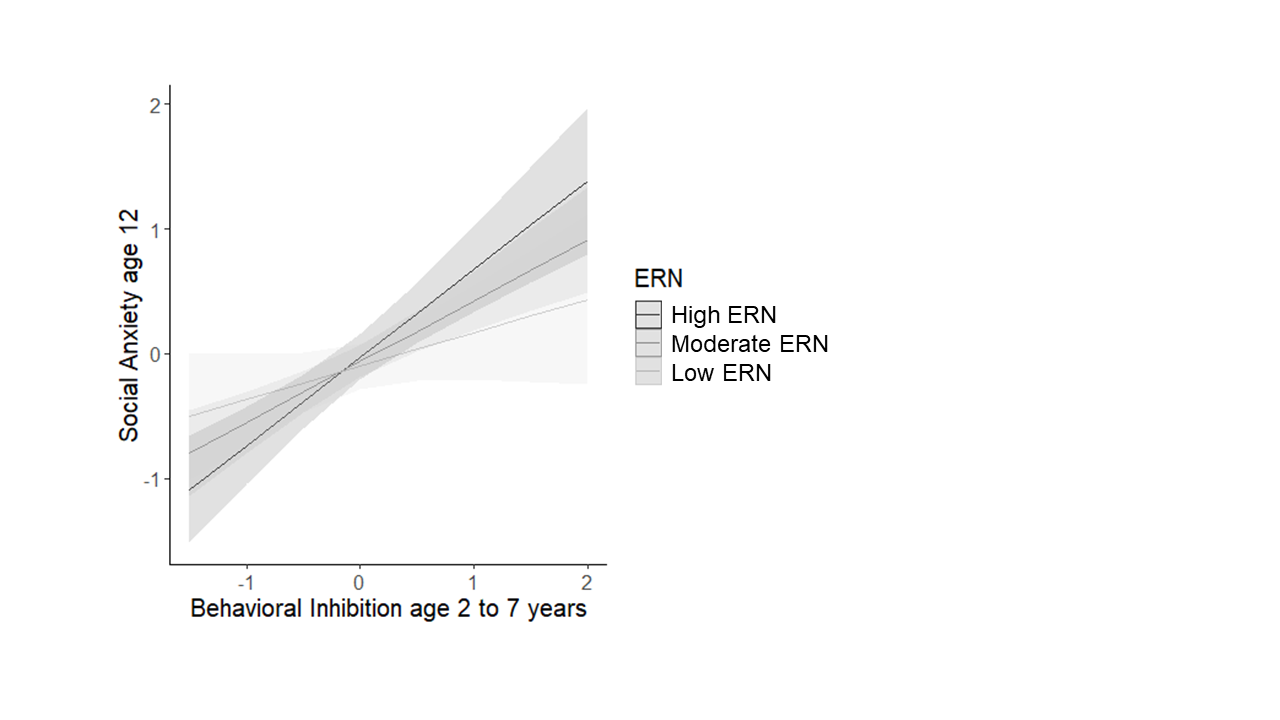 2
1
0
-1
Social Anxiety age 12
-1 0 1 2
Behavioral Inhibition age 2 to 7 years
ERN
High ERN
Moderate ERN
Low ERN